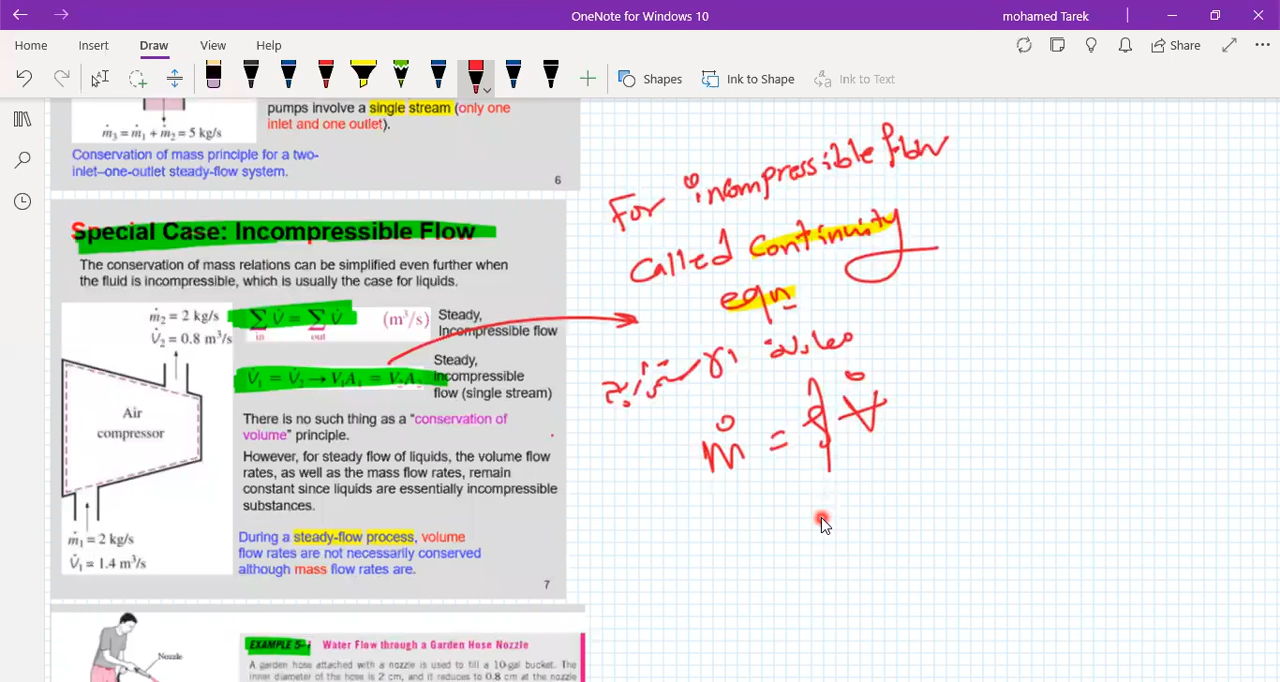 OneNote for Windows 10
mohamed Tarek
Home Insert Draw View Help
Share
Shapes
Ink to Shape
Ink to Text
ṁ₃ = ṁ₁ + ṁ₂ = 5 kg/s
pumps involve a single stream (only one
inlet and one outlet).
Conservation of mass principle for a two-
inlet–one-outlet steady-flow system.
6
Special Case: Incompressible Flow
The conservation of mass relations can be simplified even further when
the fluid is incompressible, which is usually the case for liquids.
ṁ₂ = 2 kg/s
V̇₂ = 0.8 m³/s
Air
compressor
ṁ₁ = 2 kg/s
V̇₁ = 1.4 m³/s
∑ V̇ = ∑ V̇ (m³/s)
in out
Steady,
Incompressible flow
V̇₁ = V̇₂ → V₁A₁ = V₂A₂
Steady,
Incompressible
flow (single stream)
There is no such thing as a “conservation of
volume” principle.
However, for steady flow of liquids, the volume flow
rates, as well as the mass flow rates, remain
constant since liquids are essentially incompressible
substances.
During a steady-flow process, volume
flow rates are not necessarily conserved
although mass flow rates are.
7
EXAMPLE 5–1 Water Flow through a Garden Hose Nozzle
Nozzle
A garden hose attached with a nozzle is used to fill a 10-gal bucket. The
inner diameter of the hose is 2 cm, and it reduces to 0.8 cm at the nozzle
For incompressible flow
Called Continuity
eqn
ṁ = ρ V̇